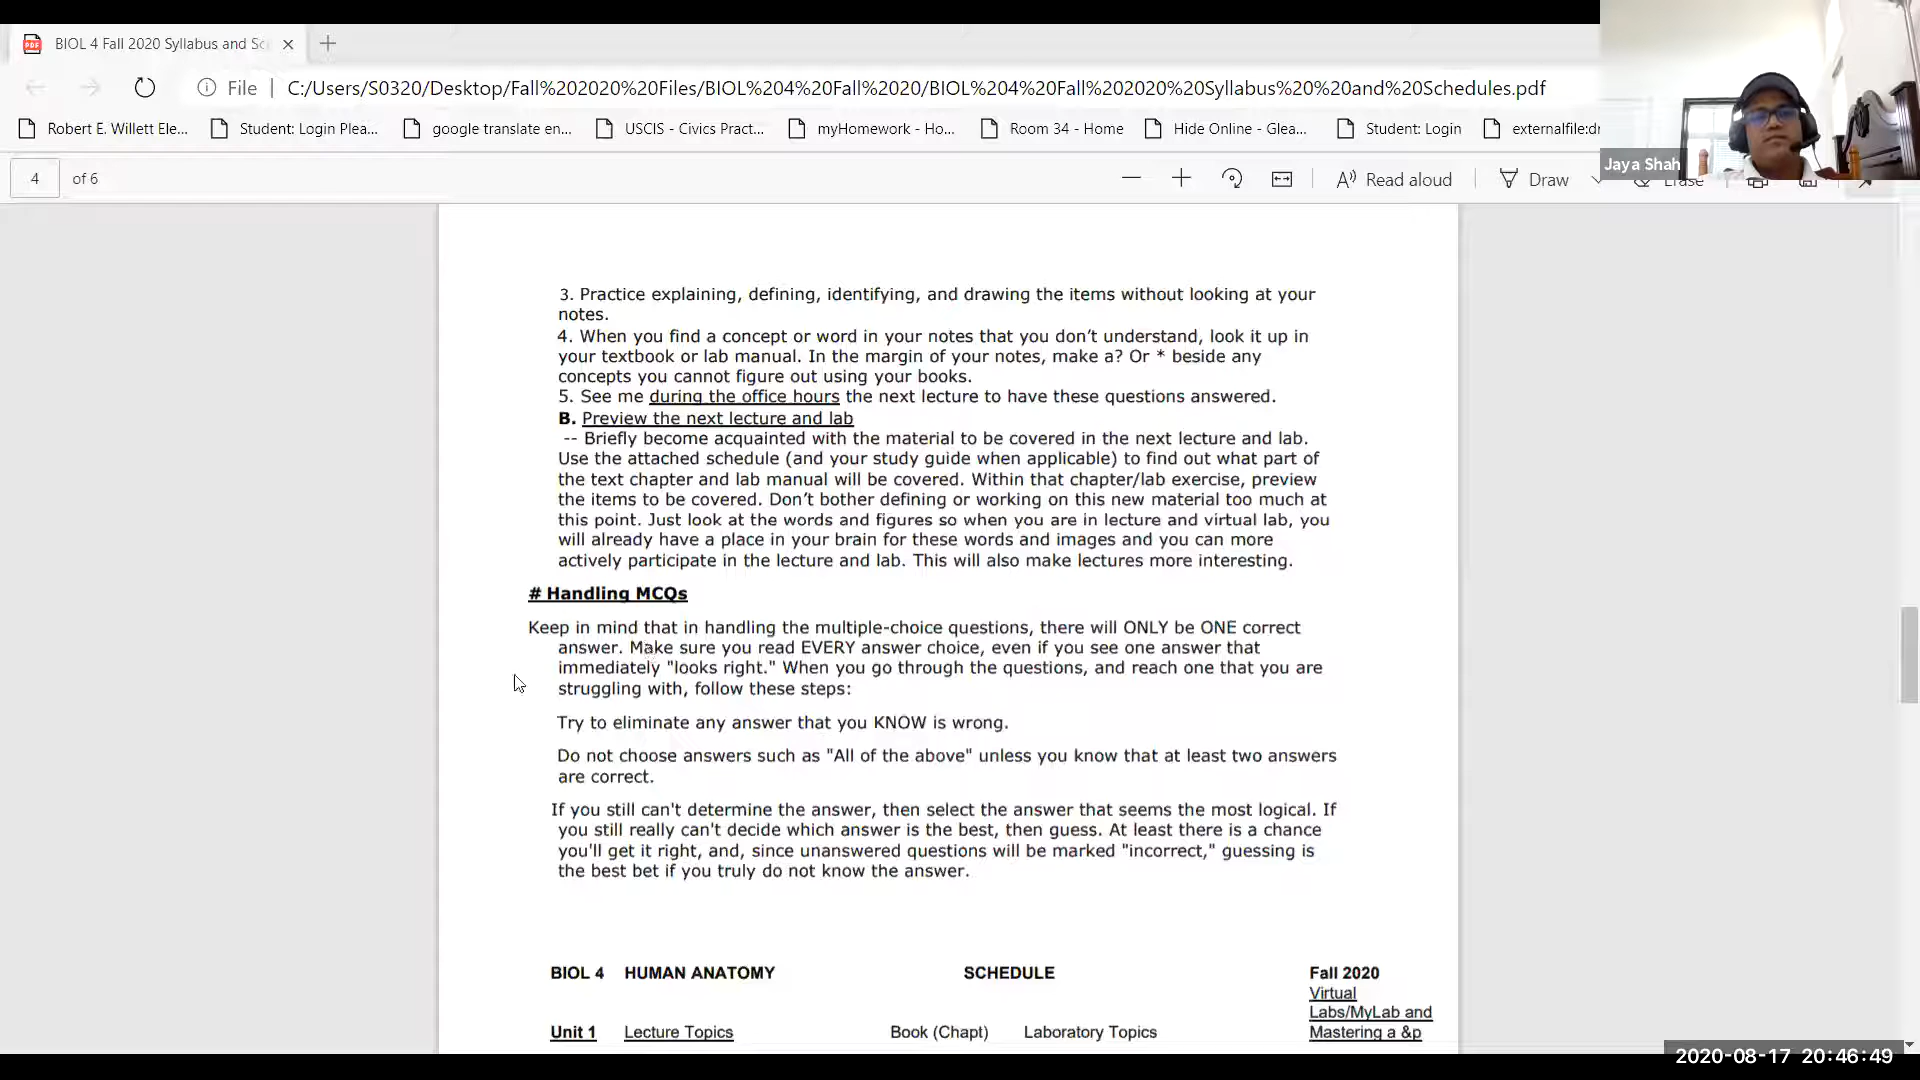 BIOL 4 Fall 2020 Syllabus and Sc
File
C:/Users/S0320/Desktop/Fall%202020%20Files/BIOL%204%20Fall%2020/BIOL%204%20Fall%202020%20Syllabus%20%20and%20Schedules.pdf
Robert E. Willett Ele... Student: Login Plea... google translate en... USCIS - Civics Pract... myHomework - Ho... Room 34 - Home Hide Online - Glea... Student: Login externalfile:dr
Jaya Shah
4 of 6 Read aloud Draw Erase
3. Practice explaining, defining, identifying, and drawing the items without looking at your
notes.
4. When you find a concept or word in your notes that you don’t understand, look it up in
your textbook or lab manual. In the margin of your notes, make a? Or * beside any
concepts you cannot figure out using your books.
5. See me during the office hours the next lecture to have these questions answered.
B. Preview the next lecture and lab
-- Briefly become acquainted with the material to be covered in the next lecture and lab.
Use the attached schedule (and your study guide when applicable) to find out what part of
the text chapter and lab manual will be covered. Within that chapter/lab exercise, preview
the items to be covered. Don’t bother defining or working on this new material too much at
this point. Just look at the words and figures so when you are in lecture and virtual lab, you
will already have a place in your brain for these words and images and you can more
actively participate in the lecture and lab. This will also make lectures more interesting.
# Handling MCQs
Keep in mind that in handling the multiple-choice questions, there will ONLY be ONE correct
answer. Make sure you read EVERY answer choice, even if you see one answer that
immediately "looks right." When you go through the questions, and reach one that you are
struggling with, follow these steps:
Try to eliminate any answer that you KNOW is wrong.
Do not choose answers such as "All of the above" unless you know that at least two answers
are correct.
If you still can't determine the answer, then select the answer that seems the most logical. If
you still really can't decide which answer is the best, then guess. At least there is a chance
you'll get it right, and, since unanswered questions will be marked "incorrect," guessing is
the best bet if you truly do not know the answer.
BIOL 4 HUMAN ANATOMY SCHEDULE Fall 2020
Virtual
Labs/MyLab and
Unit 1 Lecture Topics Book (Chapt) Laboratory Topics Mastering a &p
2020-08-17 20:46:49